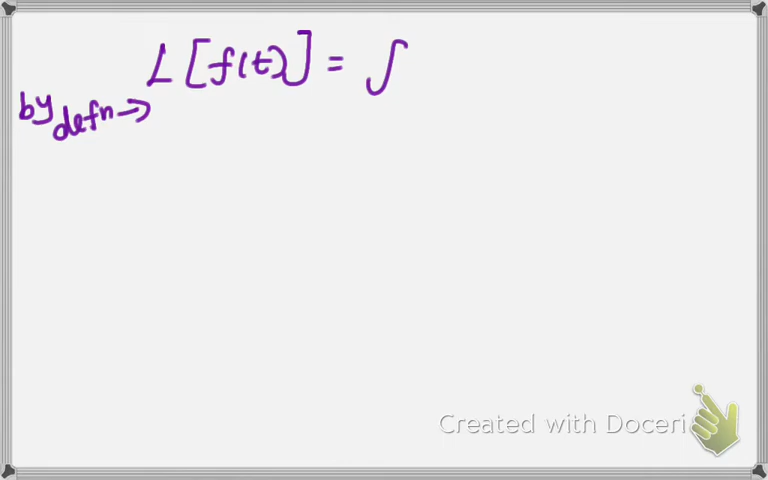 L[f(t)] = ∫
by defn →
Created with Doceri